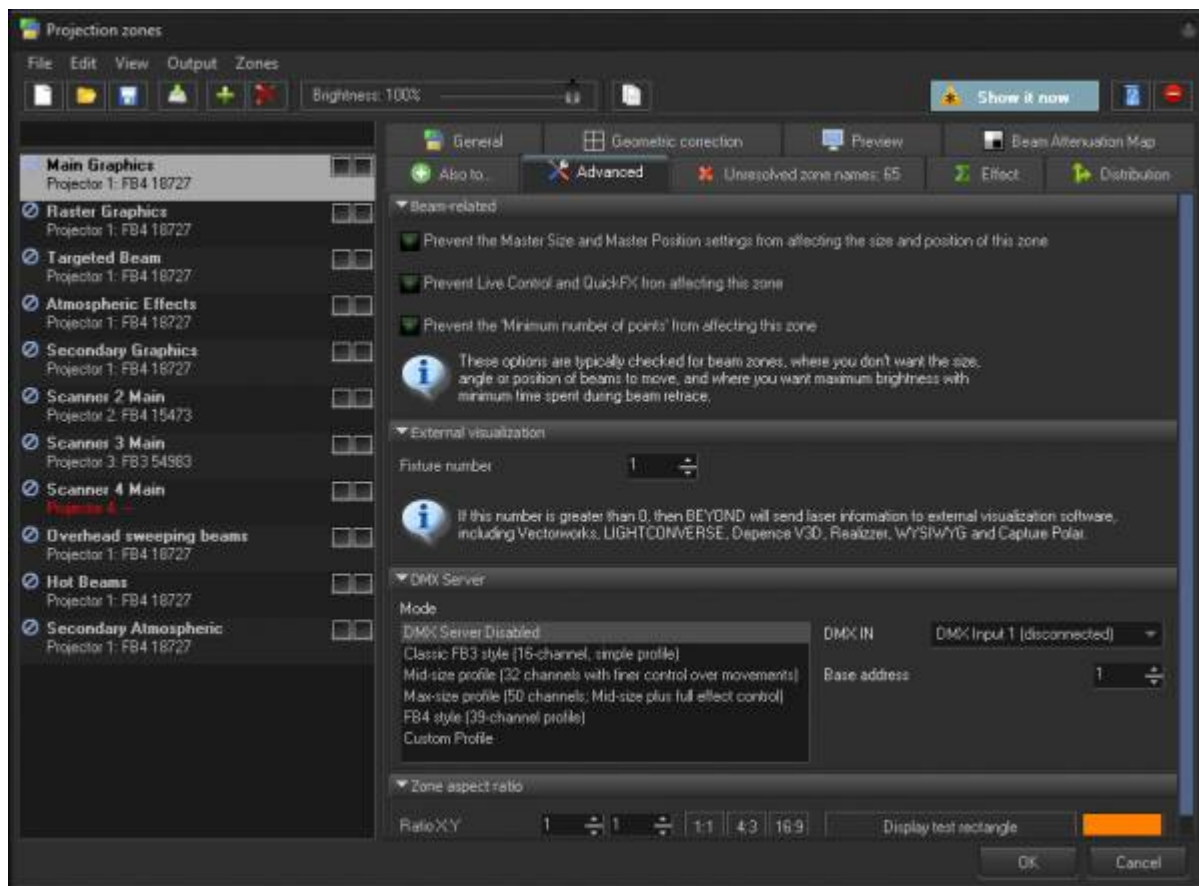 Projection zones
File Edit View Output Zones
Brightness: 100%
Show it now
Main Graphics
Projector 1: FB4 18727
Raster Graphics
Projector 1: FB4 18727
Targeted Beam
Projector 1: FB4 18727
Atmospheric Effects
Projector 1: FB4 18727
Secondary Graphics
Projector 1: FB4 18727
Scanner 2 Main
Projector 2: FB4 15473
Scanner 3 Main
Projector 3: FB3 54983
Scanner 4 Main
Projector 4: --
Overhead sweeping beams
Projector 1: FB4 18727
Hot Beams
Projector 1: FB4 18727
Secondary Atmospheric
Projector 1: FB4 18727
General Geometric correction Preview Beam Attenuation Map
Also to... Advanced Unresolved zone names: 65 Effect Distribution
Beam-related
Prevent the Master Size and Master Position settings from affecting the size and position of this zone
Prevent Live Control and QuickFX from affecting this zone
Prevent the 'Minimum number of points' from affecting this zone
These options are typically checked for beam zones, where you don't want the size,
angle or position of beams to move, and where you want maximum brightness with
minimum time spent during beam retrace.
External visualization
Fixture number 1
If this number is greater than 0, then BEYOND will send laser information to external visualization software,
including Vectorworks, LIGHTCONVERSE, Depence V3D, Realizzer, WYSIWYG and Capture Polar.
DMX Server
Mode
DMX Server Disabled
Classic FB3 style (16-channel, simple profile)
Mid-size profile (32 channels with finer control over movements)
Max-size profile (50 channels; Mid-size plus full effect control)
FB4 style (39-channel profile)
Custom Profile
DMX IN DMX Input 1 (disconnected)
Base address 1
Zone aspect ratio
Ratio X:Y 1 1 1:1 4:3 16:9 Display test rectangle
OK Cancel